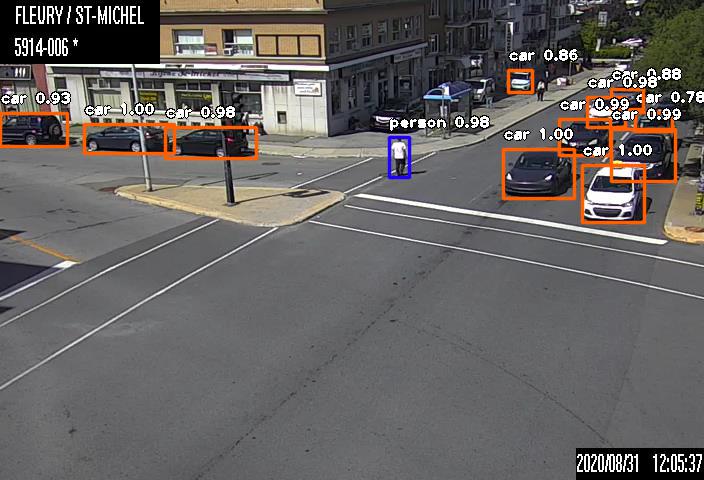 FLEURY / ST-MICHEL
5914-006 *
car 0.86
car 0.88
car 0.98
car 0.78
car 0.93
car 1.00
car 0.98
car 0.99
car 0.99
person 0.98
car 1.00
car 1.00
2020/08/31 12:05:37